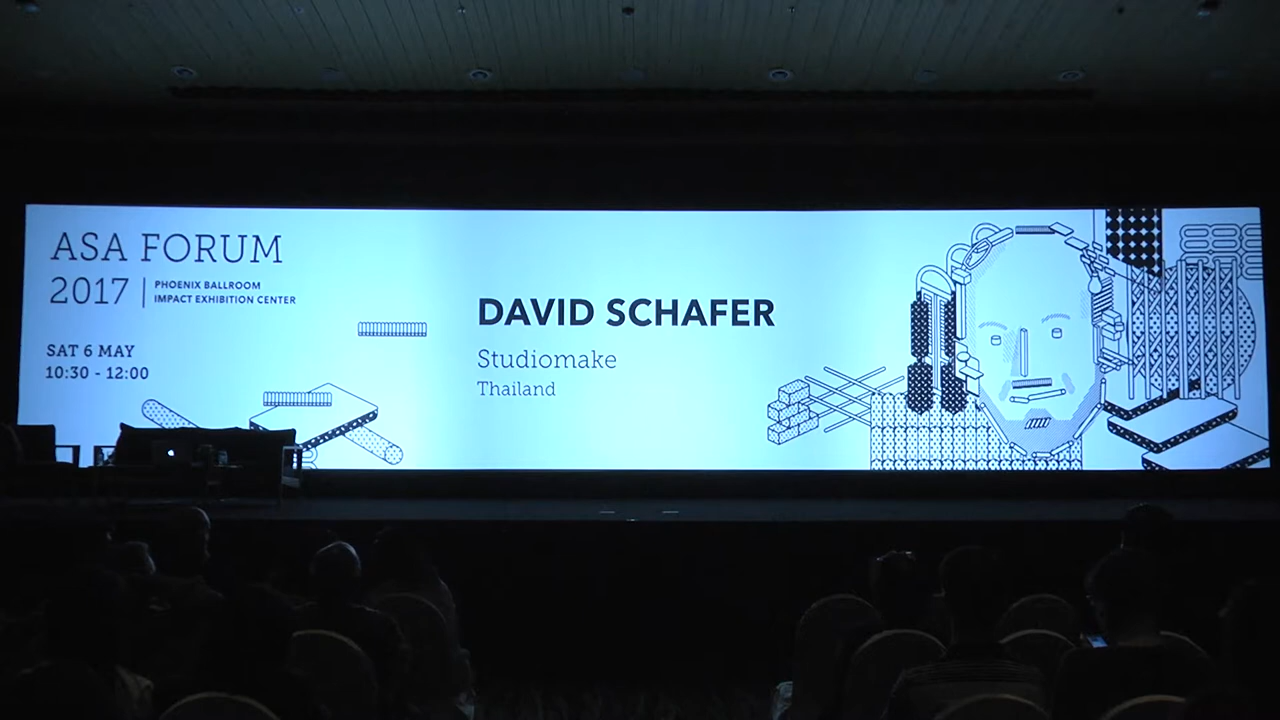 ASA FORUM
2017
PHOENIX BALLROOM
IMPACT EXHIBITION CENTER
SAT 6 MAY
10:30 - 12:00
DAVID SCHAFER
Studiomake
Thailand